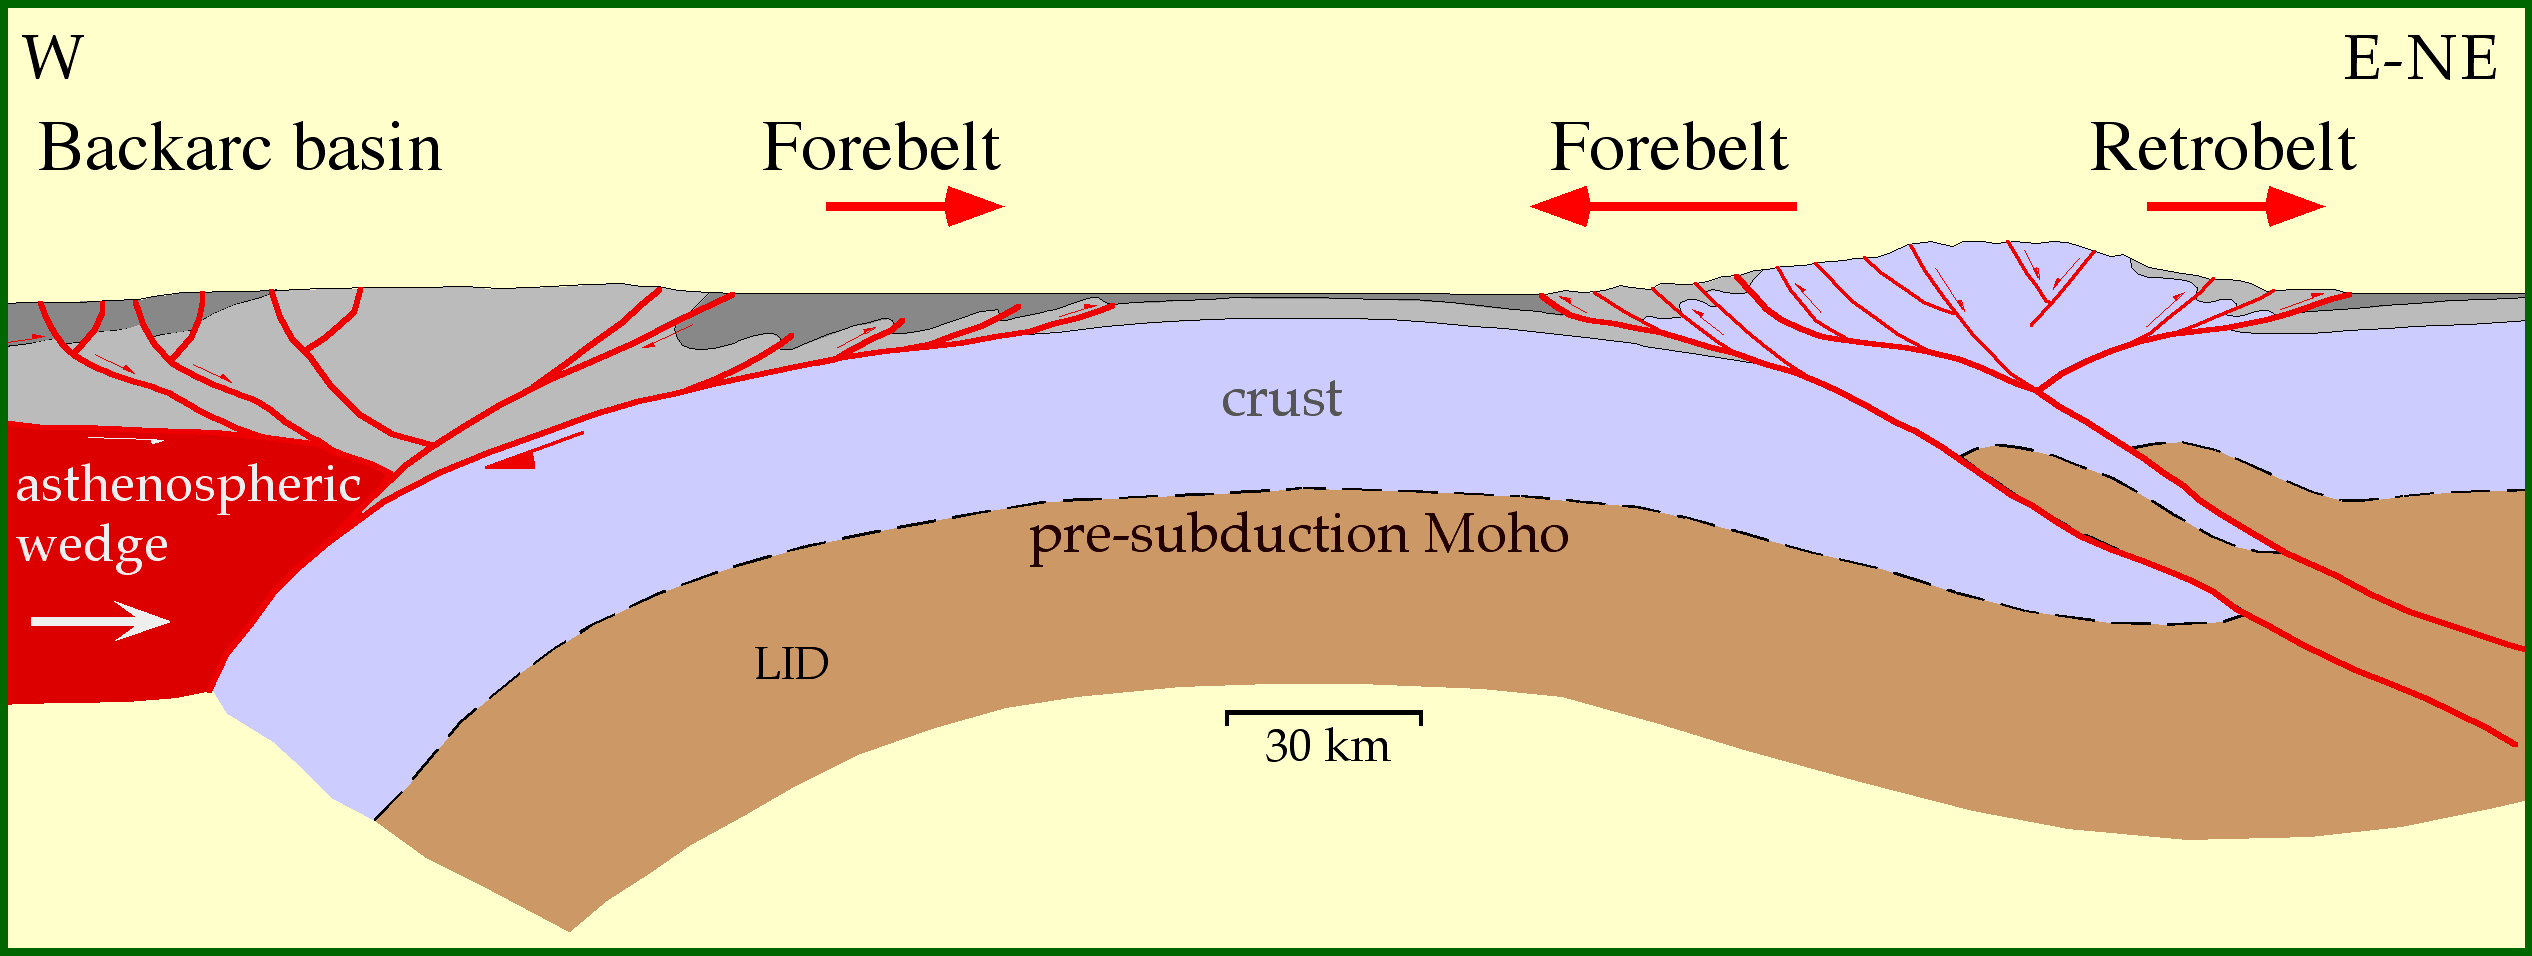 W
E-NE
Backarc basin
Forebelt
Forebelt
Retrobelt
crust
asthenospheric
wedge
pre-subduction Moho
LID
30 km